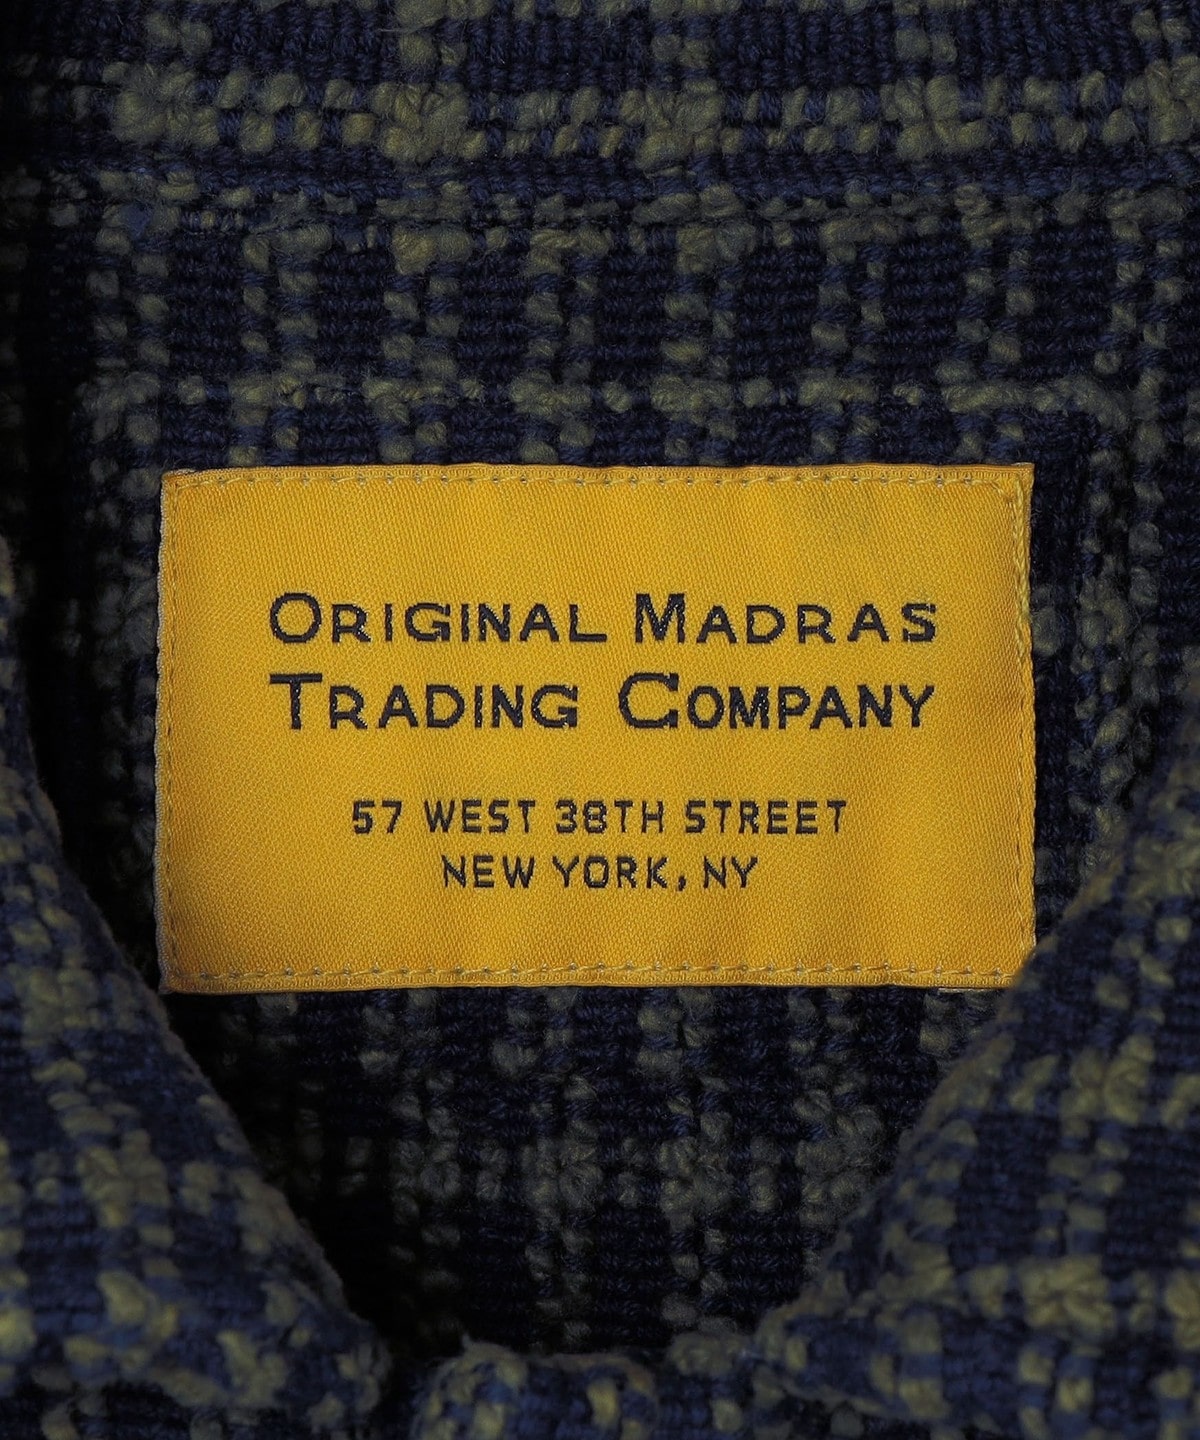 ORIGINAL MADRAS
TRADING COMPANY
57 WEST 38TH STREET
NEW YORK, NY